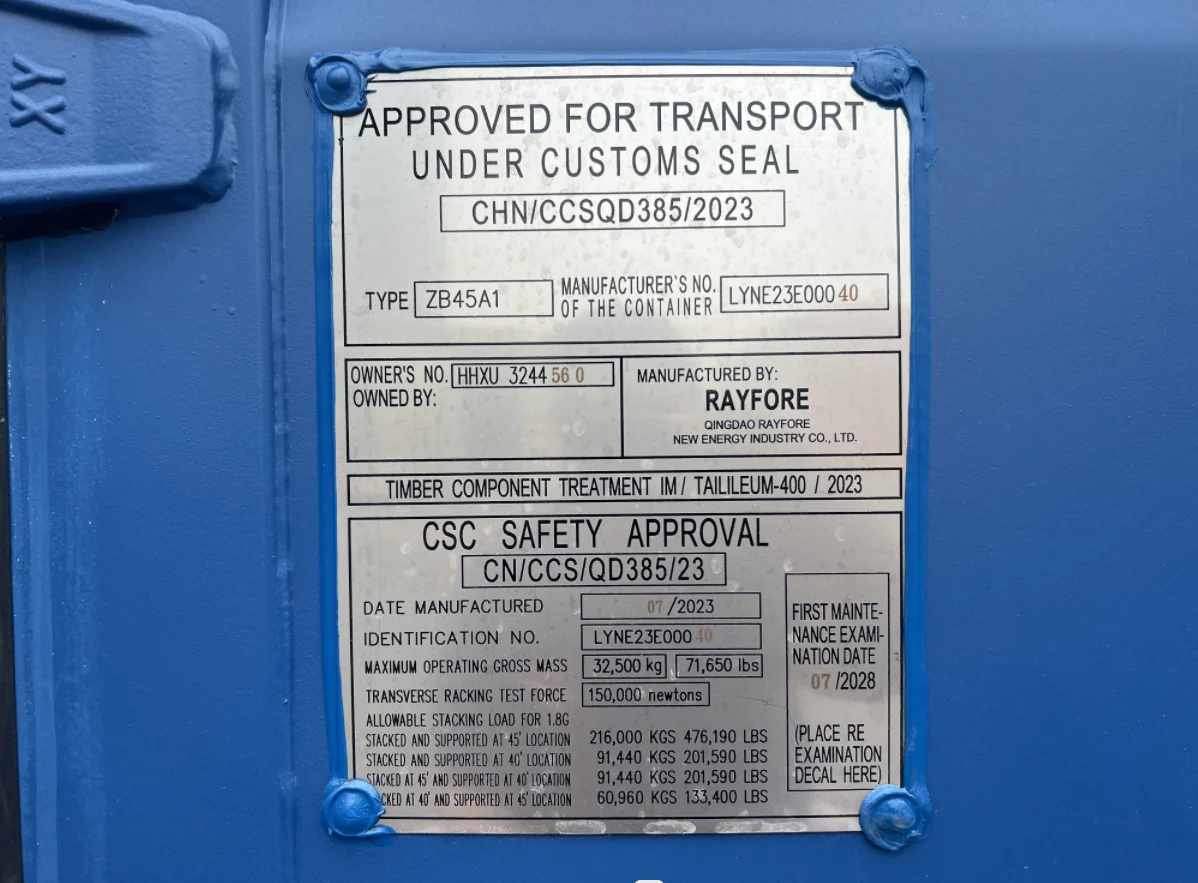 XY
APPROVED FOR TRANSPORT
UNDER CUSTOMS SEAL
CHN/CCSQD385/2023
TYPE ZB45A1 MANUFACTURER'S NO. OF THE CONTAINER LYNE23E00040
OWNER'S NO. HHXU 3244560
OWNED BY:
MANUFACTURED BY:
RAYFORE
QINGDAO RAYFORE
NEW ENERGY INDUSTRY CO., LTD.
TIMBER COMPONENT TREATMENT IM/ TAILILEUM-400 / 2023
CSC SAFETY APPROVAL
CN/CCS/QD385/23
DATE MANUFACTURED 07/2023
IDENTIFICATION NO. LYNE23E00040
MAXIMUM OPERATING GROSS MASS 32,500 kg 71,650 lbs
TRANSVERSE RACKING TEST FORCE 150,000 newtons
ALLOWABLE STACKING LOAD FOR 1.8G
STACKED AND SUPPORTED AT 45' LOCATION 216,000 KGS 476,190 LBS
STACKED AND SUPPORTED AT 40' LOCATION 91,440 KGS 201,590 LBS
STACKED AT 45' AND SUPPORTED AT 40' LOCATION 91,440 KGS 201,590 LBS
CKED AT 40' AND SUPPORTED AT 45' LOCATION 60,960 KGS 133,400 LBS
FIRST MAINTE-
NANCE EXAMI-
NATION DATE
07/2028
(PLACE RE
EXAMINATION
DECAL HERE)